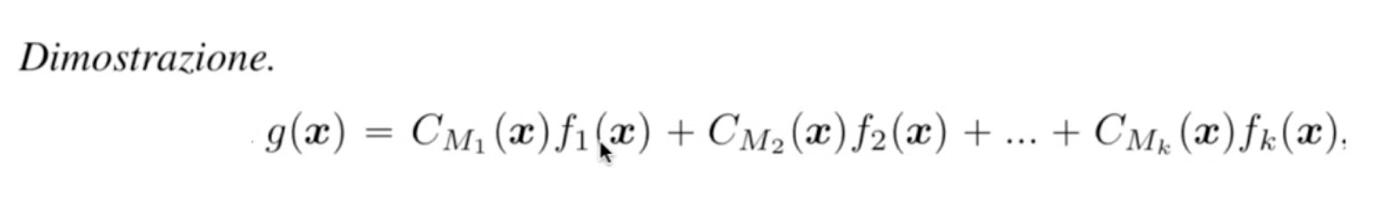 Dimostrazione.
g(x) = C_{M_1}(x)f_1(x) + C_{M_2}(x)f_2(x) + ... + C_{M_k}(x)f_k(x).